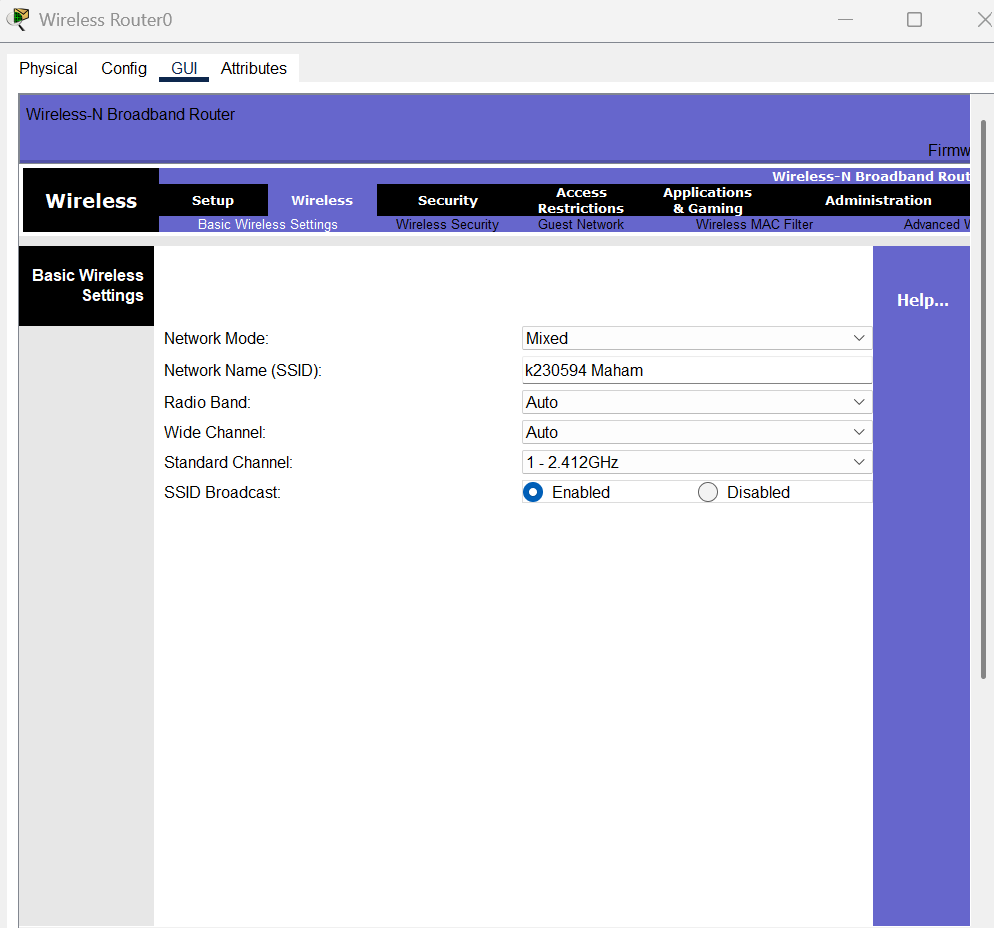 Wireless Router0
Physical Config GUI Attributes
Wireless-N Broadband Router
Firmw
Wireless-N Broadband Rout
Wireless
Setup Wireless Security Access Restrictions Applications & Gaming Administration
Basic Wireless Settings Wireless Security Guest Network Wireless MAC Filter Advanced W
Basic Wireless
Settings
Help...
Network Mode: Mixed
Network Name (SSID): k230594 Maham
Radio Band: Auto
Wide Channel: Auto
Standard Channel: 1 - 2.412GHz
SSID Broadcast: Enabled Disabled